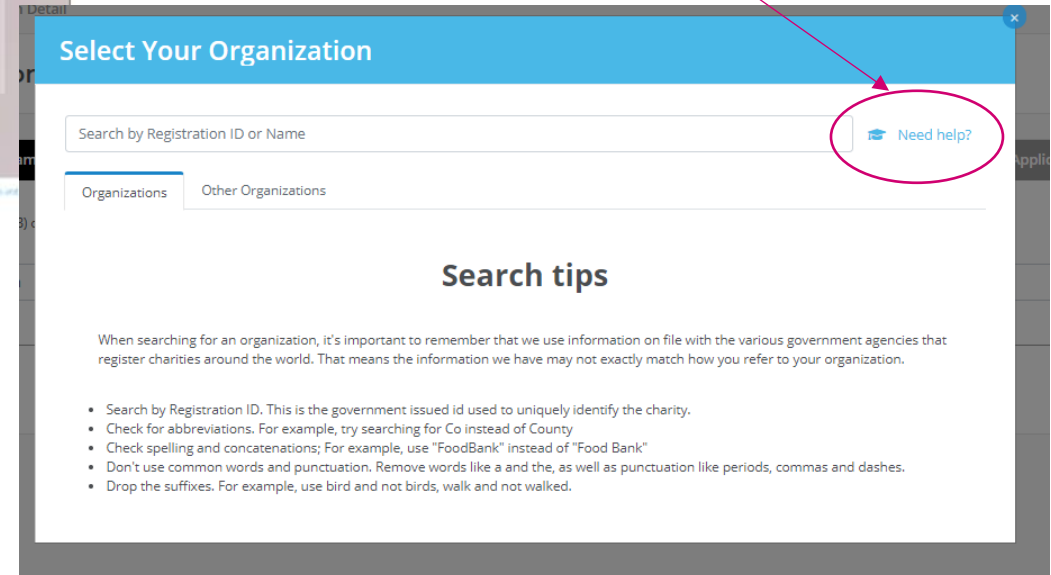 n Detail
Select Your Organization
×
or
Search by Registration ID or Name
Need help?
am
Applic
Organizations
Other Organizations
Search tips
When searching for an organization, it's important to remember that we use information on file with the various government agencies that
register charities around the world. That means the information we have may not exactly match how you refer to your organization.
• Search by Registration ID. This is the government issued id used to uniquely identify the charity.
• Check for abbreviations. For example, try searching for Co instead of County
• Check spelling and concatenations; For example, use "FoodBank" instead of "Food Bank"
• Don't use common words and punctuation. Remove words like a and the, as well as punctuation like periods, commas and dashes.
• Drop the suffixes. For example, use bird and not birds, walk and not walked.